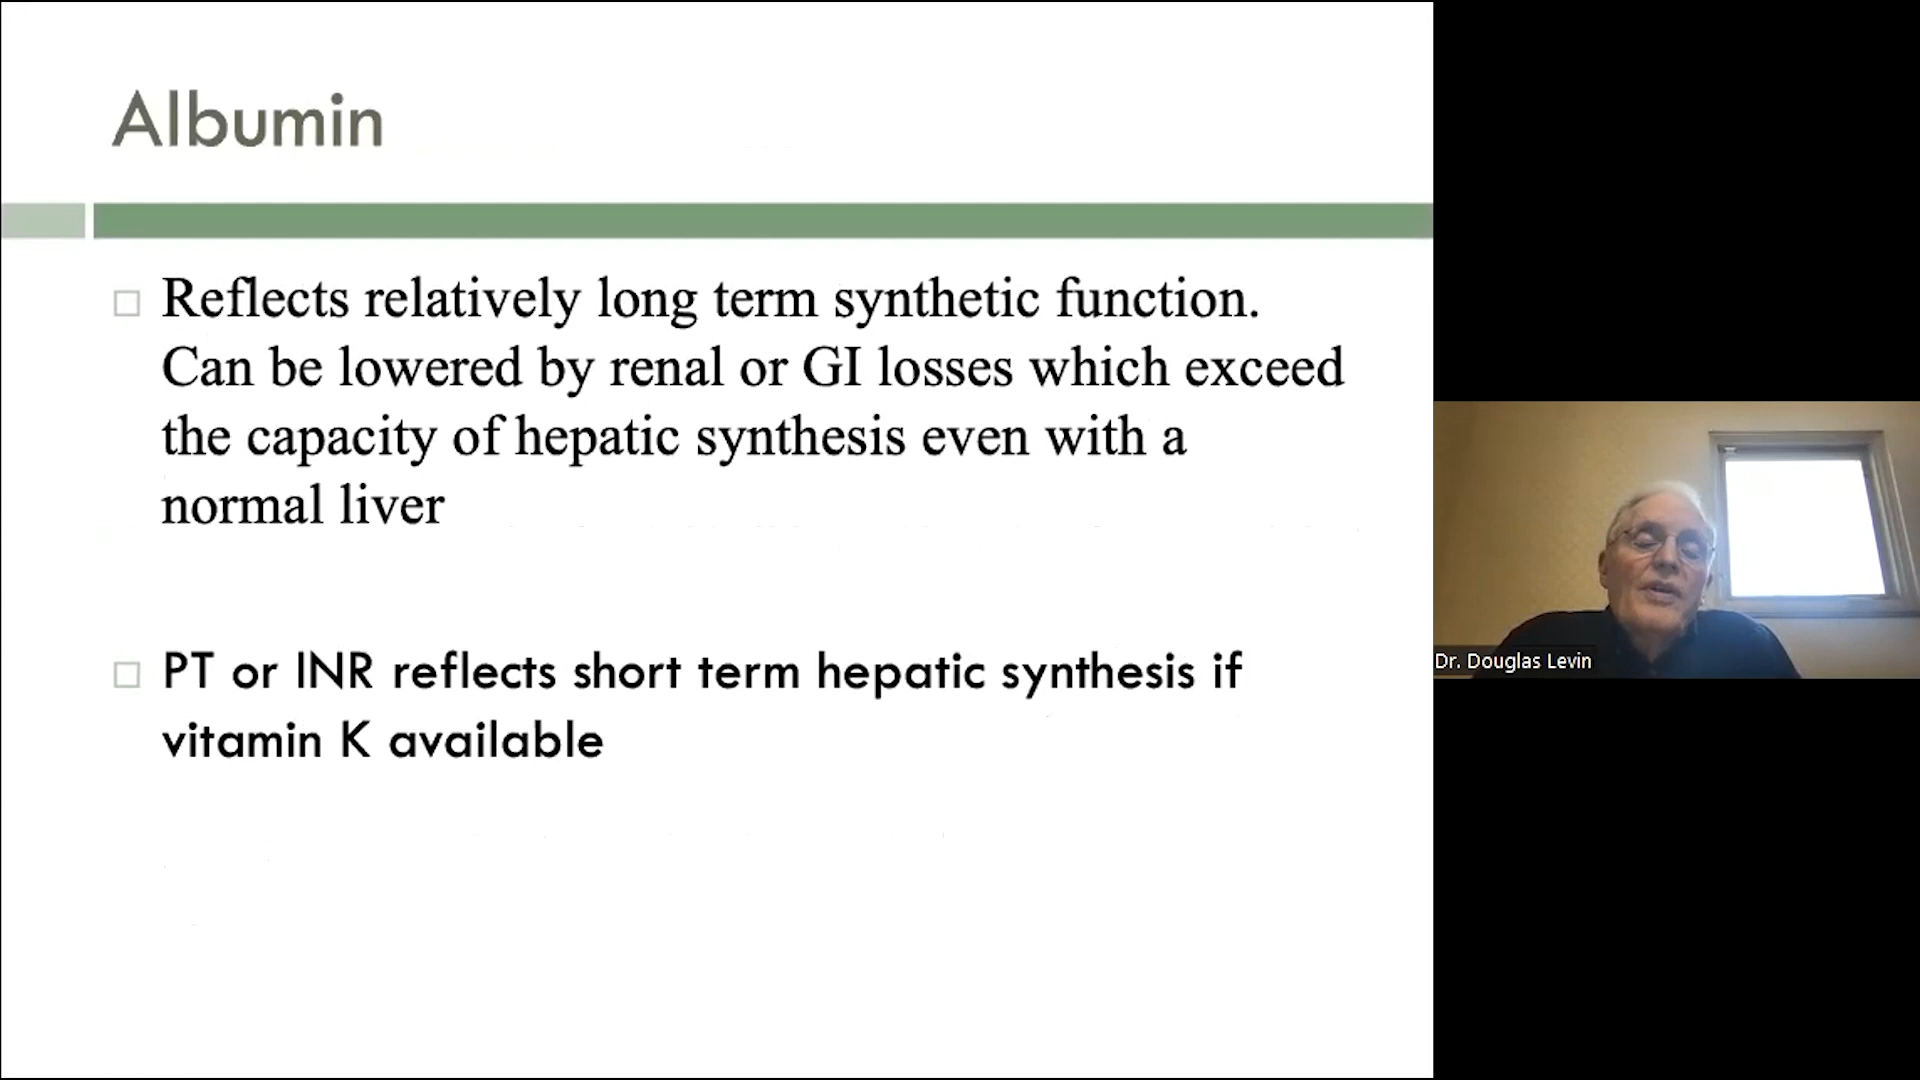 Albumin
Reflects relatively long term synthetic function.
Can be lowered by renal or GI losses which exceed
the capacity of hepatic synthesis even with a
normal liver
PT or INR reflects short term hepatic synthesis if
vitamin K available
Dr. Douglas Levin